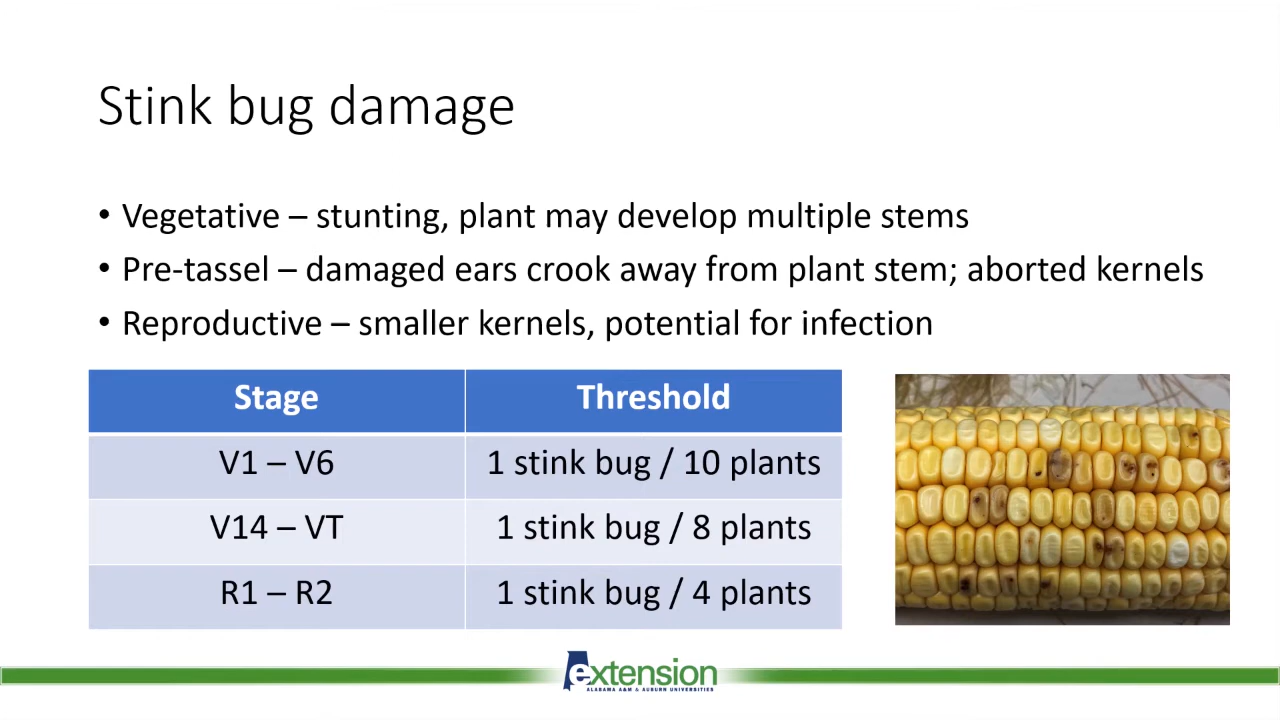 Stink bug damage
• Vegetative – stunting, plant may develop multiple stems
• Pre-tassel – damaged ears crook away from plant stem; aborted kernels
• Reproductive – smaller kernels, potential for infection
Stage Threshold
V1 – V6 1 stink bug / 10 plants
V14 – VT 1 stink bug / 8 plants
R1 – R2 1 stink bug / 4 plants
extension
ALABAMA A&M & AUBURN UNIVERSITIES